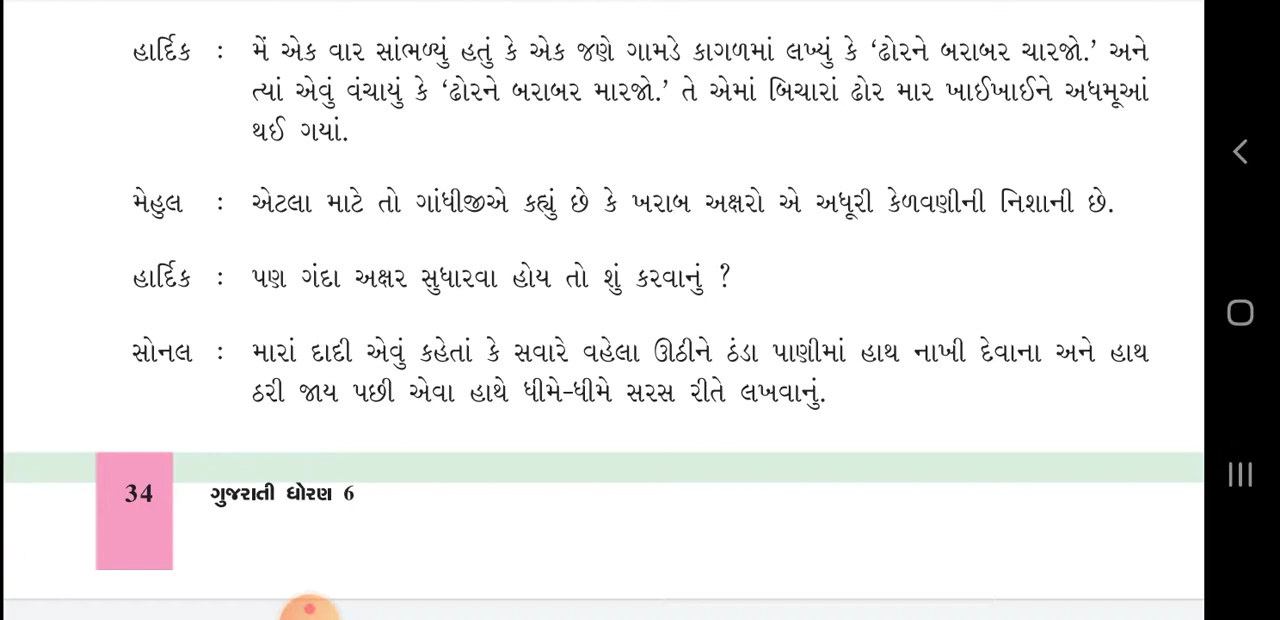 હાર્દિક : મેં એક વાર સાંભળ્યું હતું કે એક જણે ગામડે કાગળમાં લખ્યું કે ‘ઢોરને બરાબર ચારજો.’ અને
ત્યાં એવું વંચાયું કે ‘ઢોરને બરાબર મારજો.’ તે એમાં બિચારાં ઢોર માર ખાઈખાઈને અધમૂઆં
થઈ ગયાં.
મેહુલ : એટલા માટે તો ગાંધીજીએ કહ્યું છે કે ખરાબ અક્ષરો એ અધૂરી કેળવણીની નિશાની છે.
હાર્દિક : પણ ગંદા અક્ષર સુધારવા હોય તો શું કરવાનું ?
સોનલ : મારાં દાદી એવું કહેતાં કે સવારે વહેલા ઊઠીને ઠંડા પાણીમાં હાથ નાખી દેવાના અને હાથ
ઠરી જાય પછી એવા હાથે ધીમે-ધીમે સરસ રીતે લખવાનું.
34 ગુજરાતી ધોરણ 6